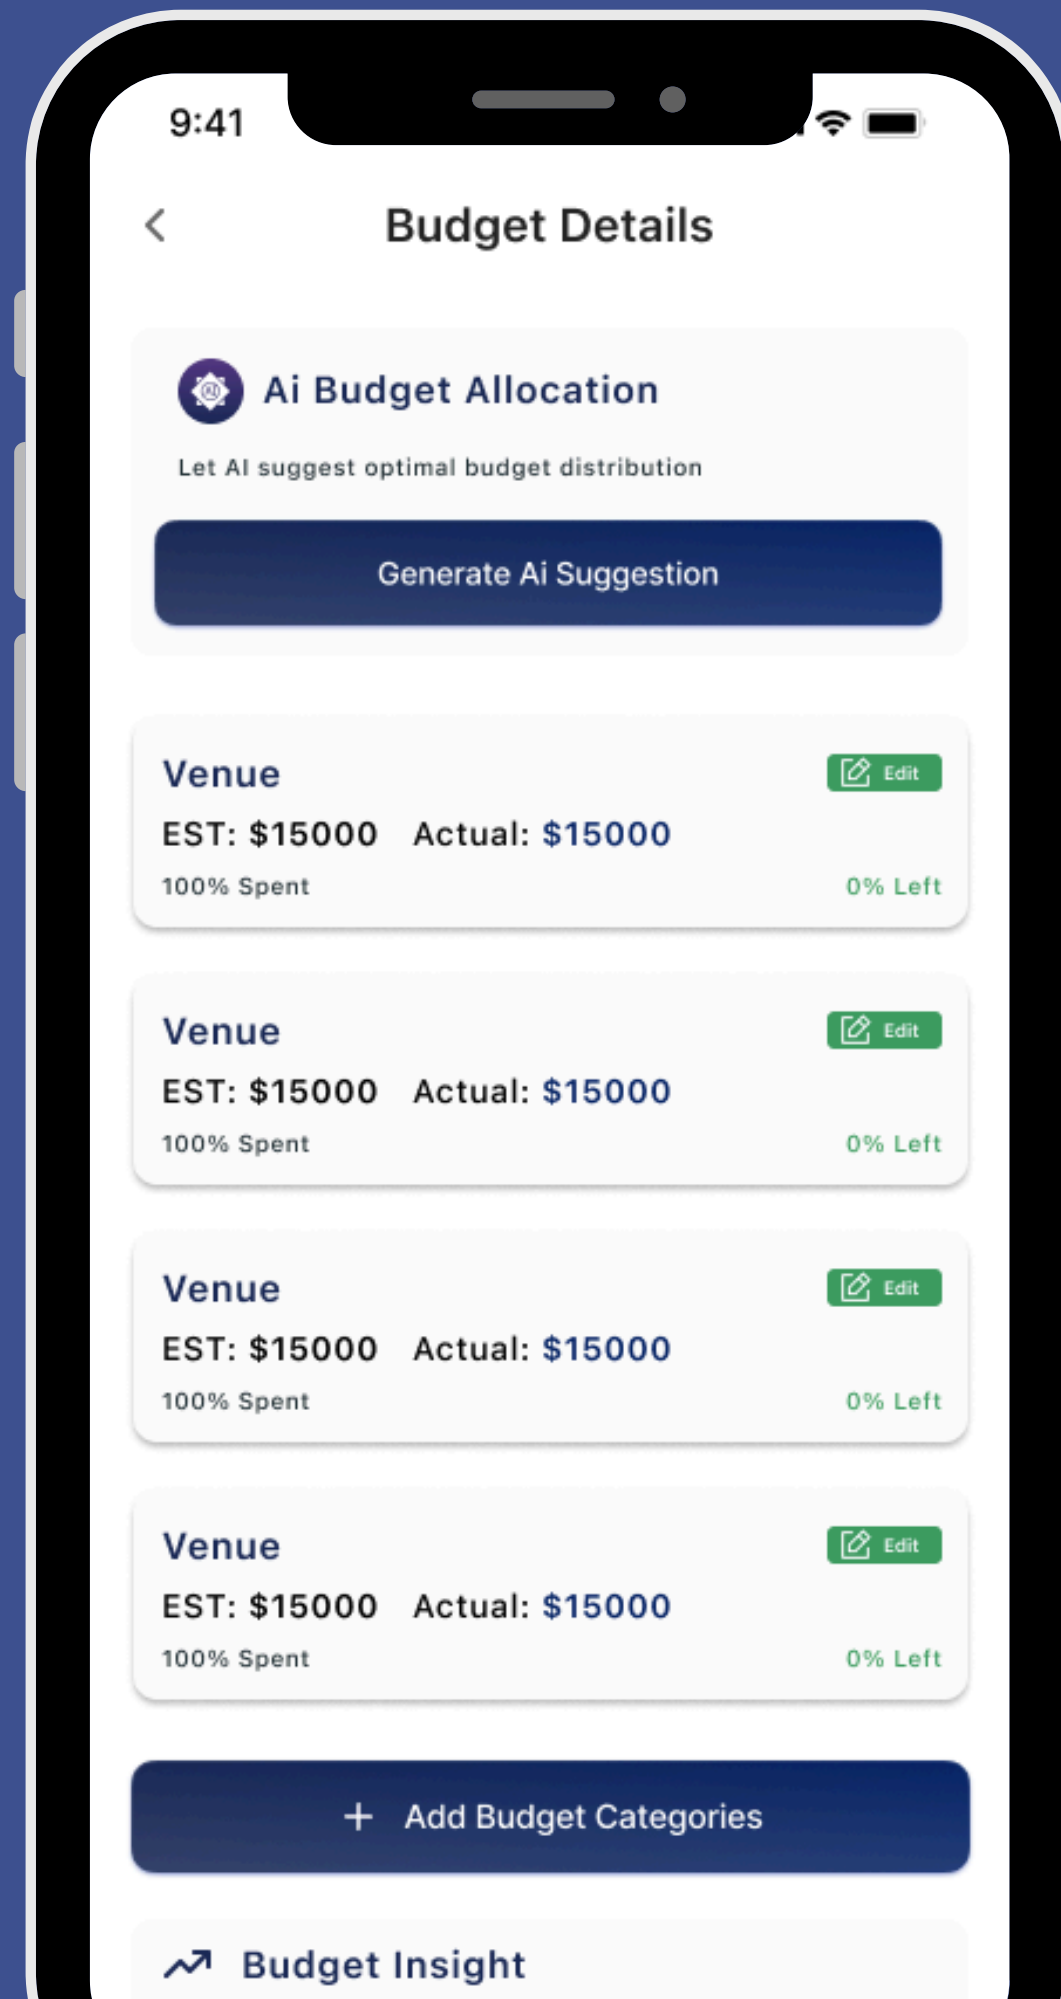 9:41
Budget Details
Ai Budget Allocation
Let AI suggest optimal budget distribution
Generate Ai Suggestion
Venue
Edit
EST: $15000 Actual: $15000
100% Spent
0% Left
Venue
Edit
EST: $15000 Actual: $15000
100% Spent
0% Left
Venue
Edit
EST: $15000 Actual: $15000
100% Spent
0% Left
Venue
Edit
EST: $15000 Actual: $15000
100% Spent
0% Left
+ Add Budget Categories
Budget Insight